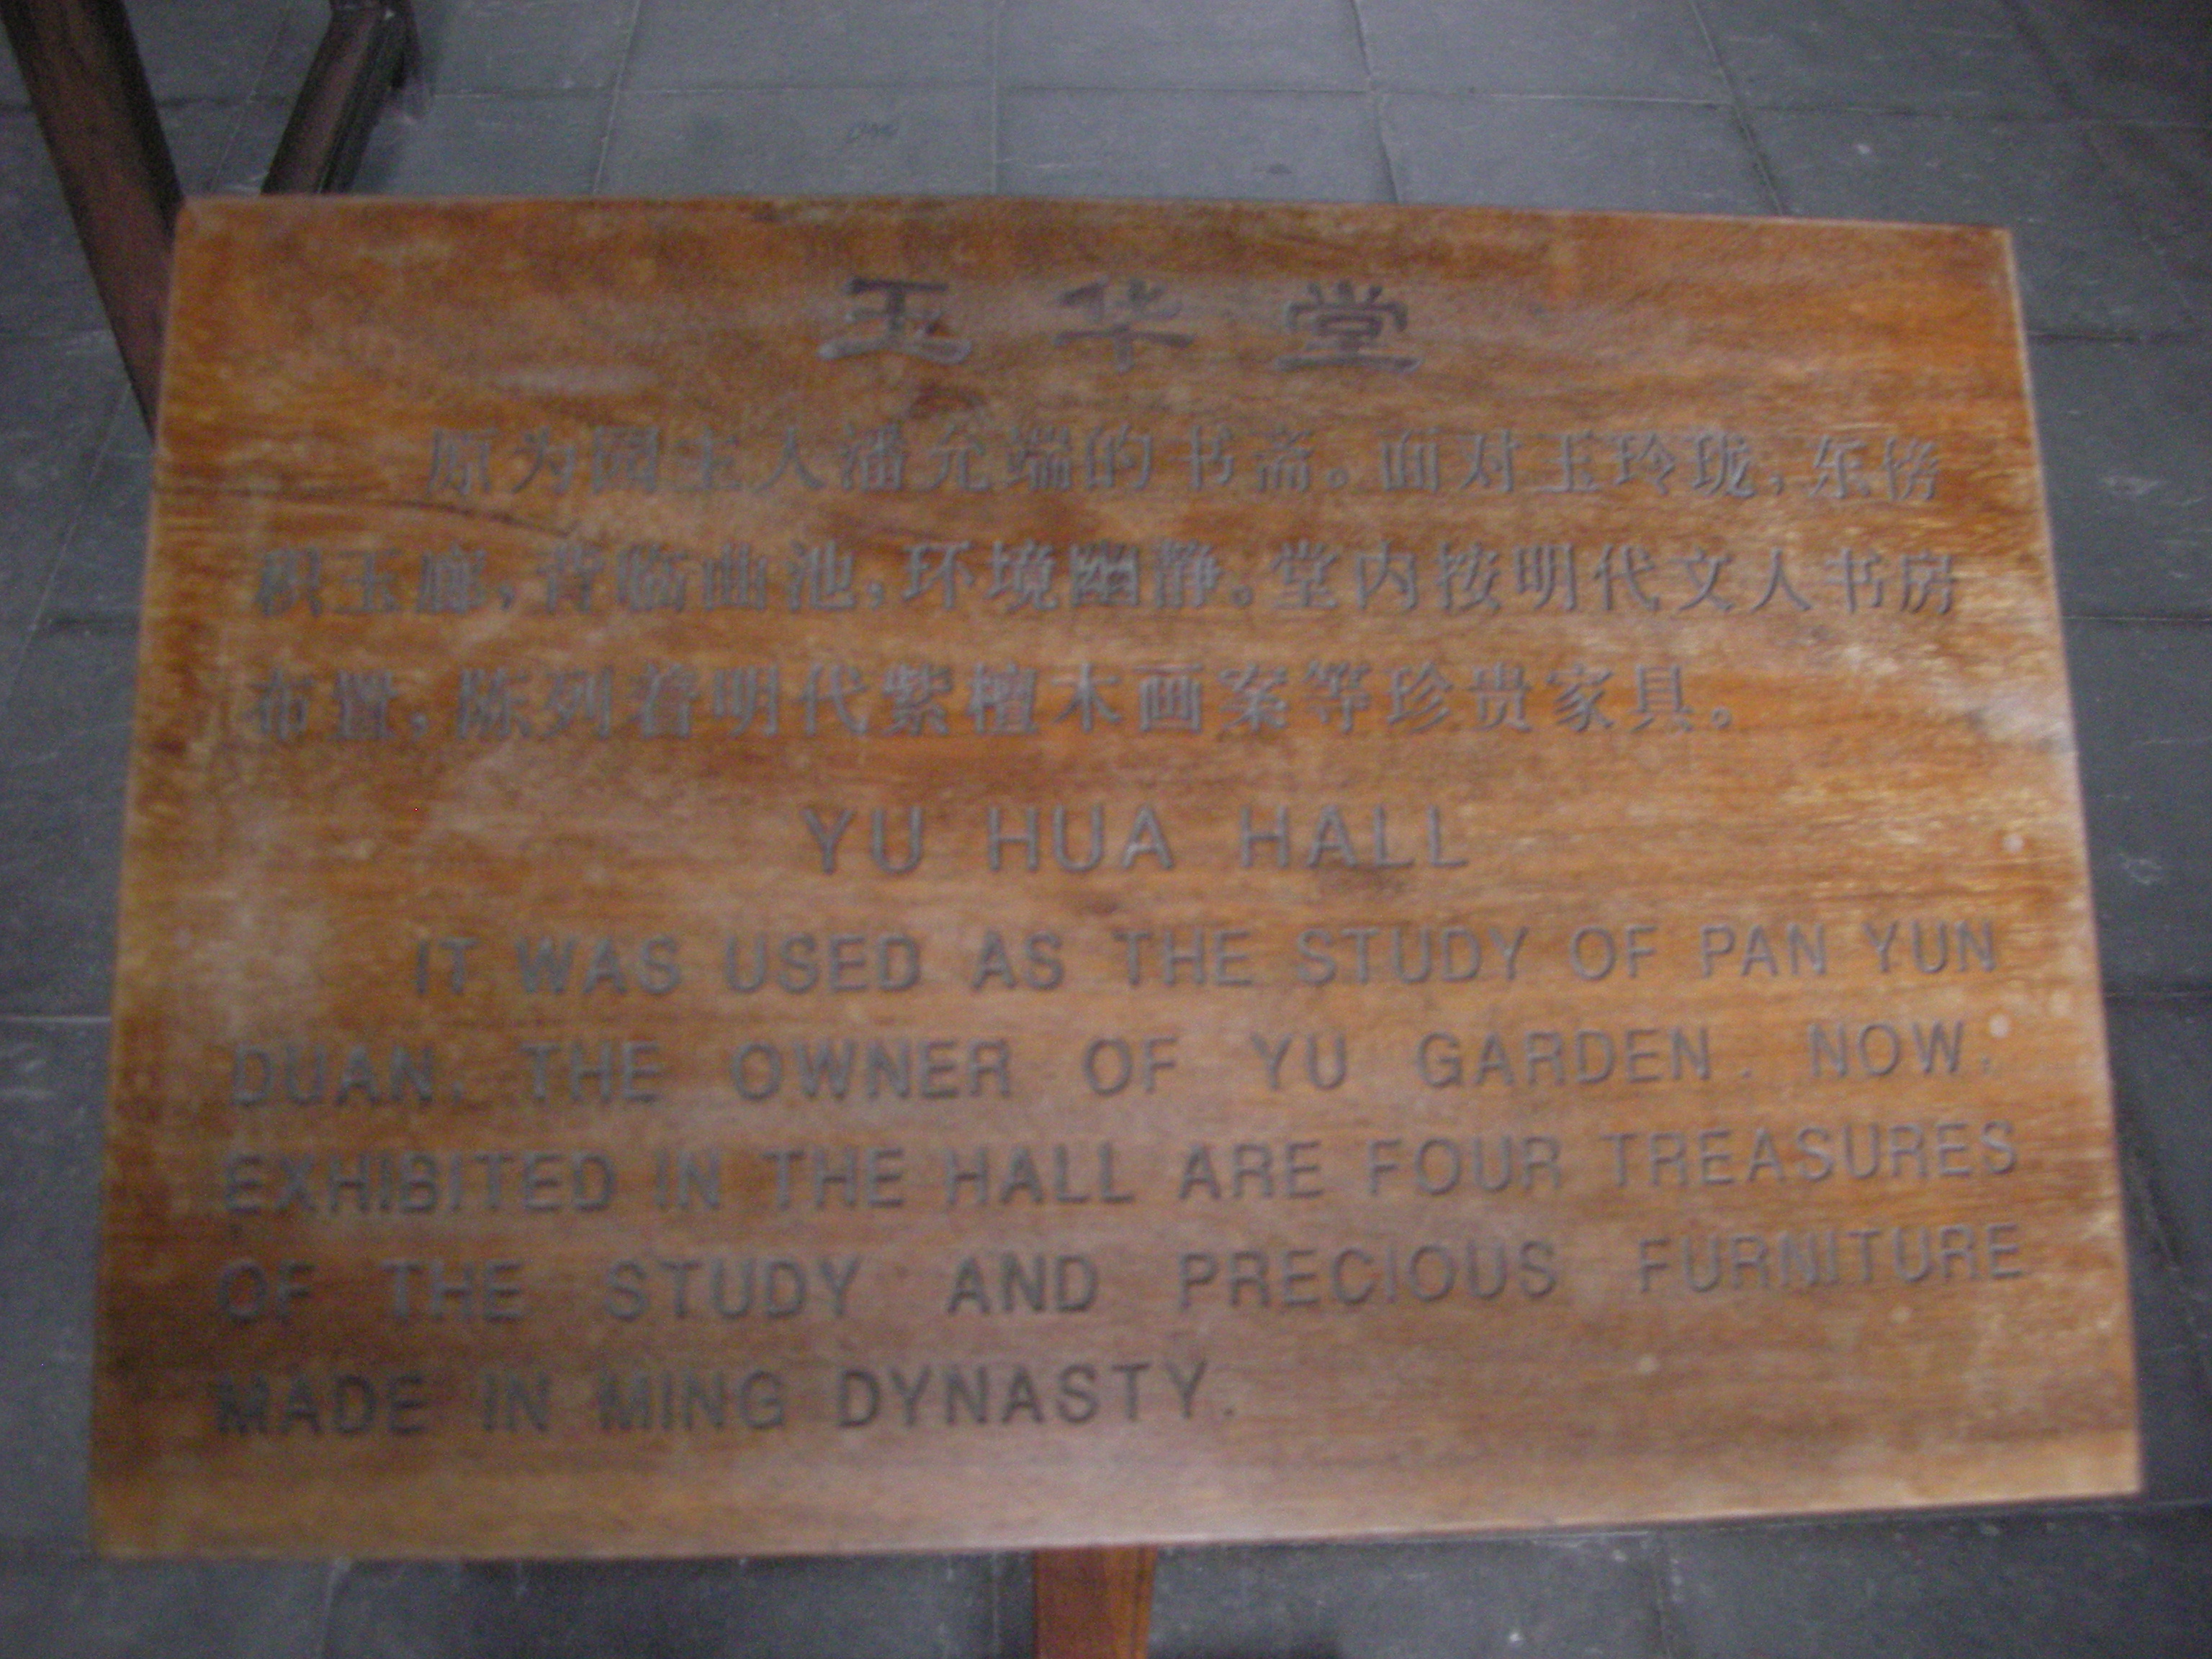 玉华堂
原为园主人潘允端的书斋。面对玉玲珑，东傍
积玉廊，背临曲池，环境幽静。堂内按明代文人书房
布置，陈列着明代紫檀木画案等珍贵家具。
YU HUA HALL
IT WAS USED AS THE STUDY OF PAN YUN
DUAN, THE OWNER OF YU GARDEN. NOW,
EXHIBITED IN THE HALL ARE FOUR TREASURES
OF THE STUDY AND PRECIOUS FURNITURE
MADE IN MING DYNASTY.